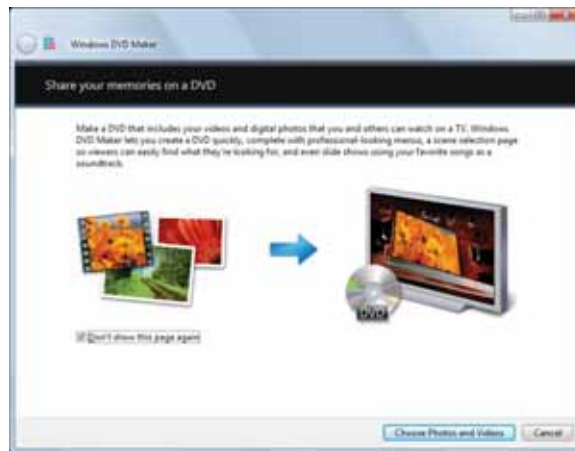 Windows DVD Maker
Share your memories on a DVD
Make a DVD that includes your videos and digital photos that you and others can watch on a TV. Windows
DVD Maker lets you create a DVD quickly, complete with professional-looking menus, a scene selection page
so viewers can easily find what they're looking for, and even slide shows using your favorite songs as a
soundtrack.
DVD
Don't show this page again
Choose Photos and Videos
Cancel